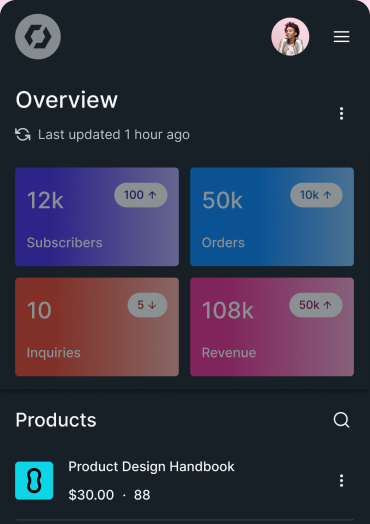 Overview
Last updated 1 hour ago
12k 100 ↑
Subscribers
50k 10k ↑
Orders
10 5 ↓
Inquiries
108k 50k ↑
Revenue
Products
Product Design Handbook
$30.00 · 88